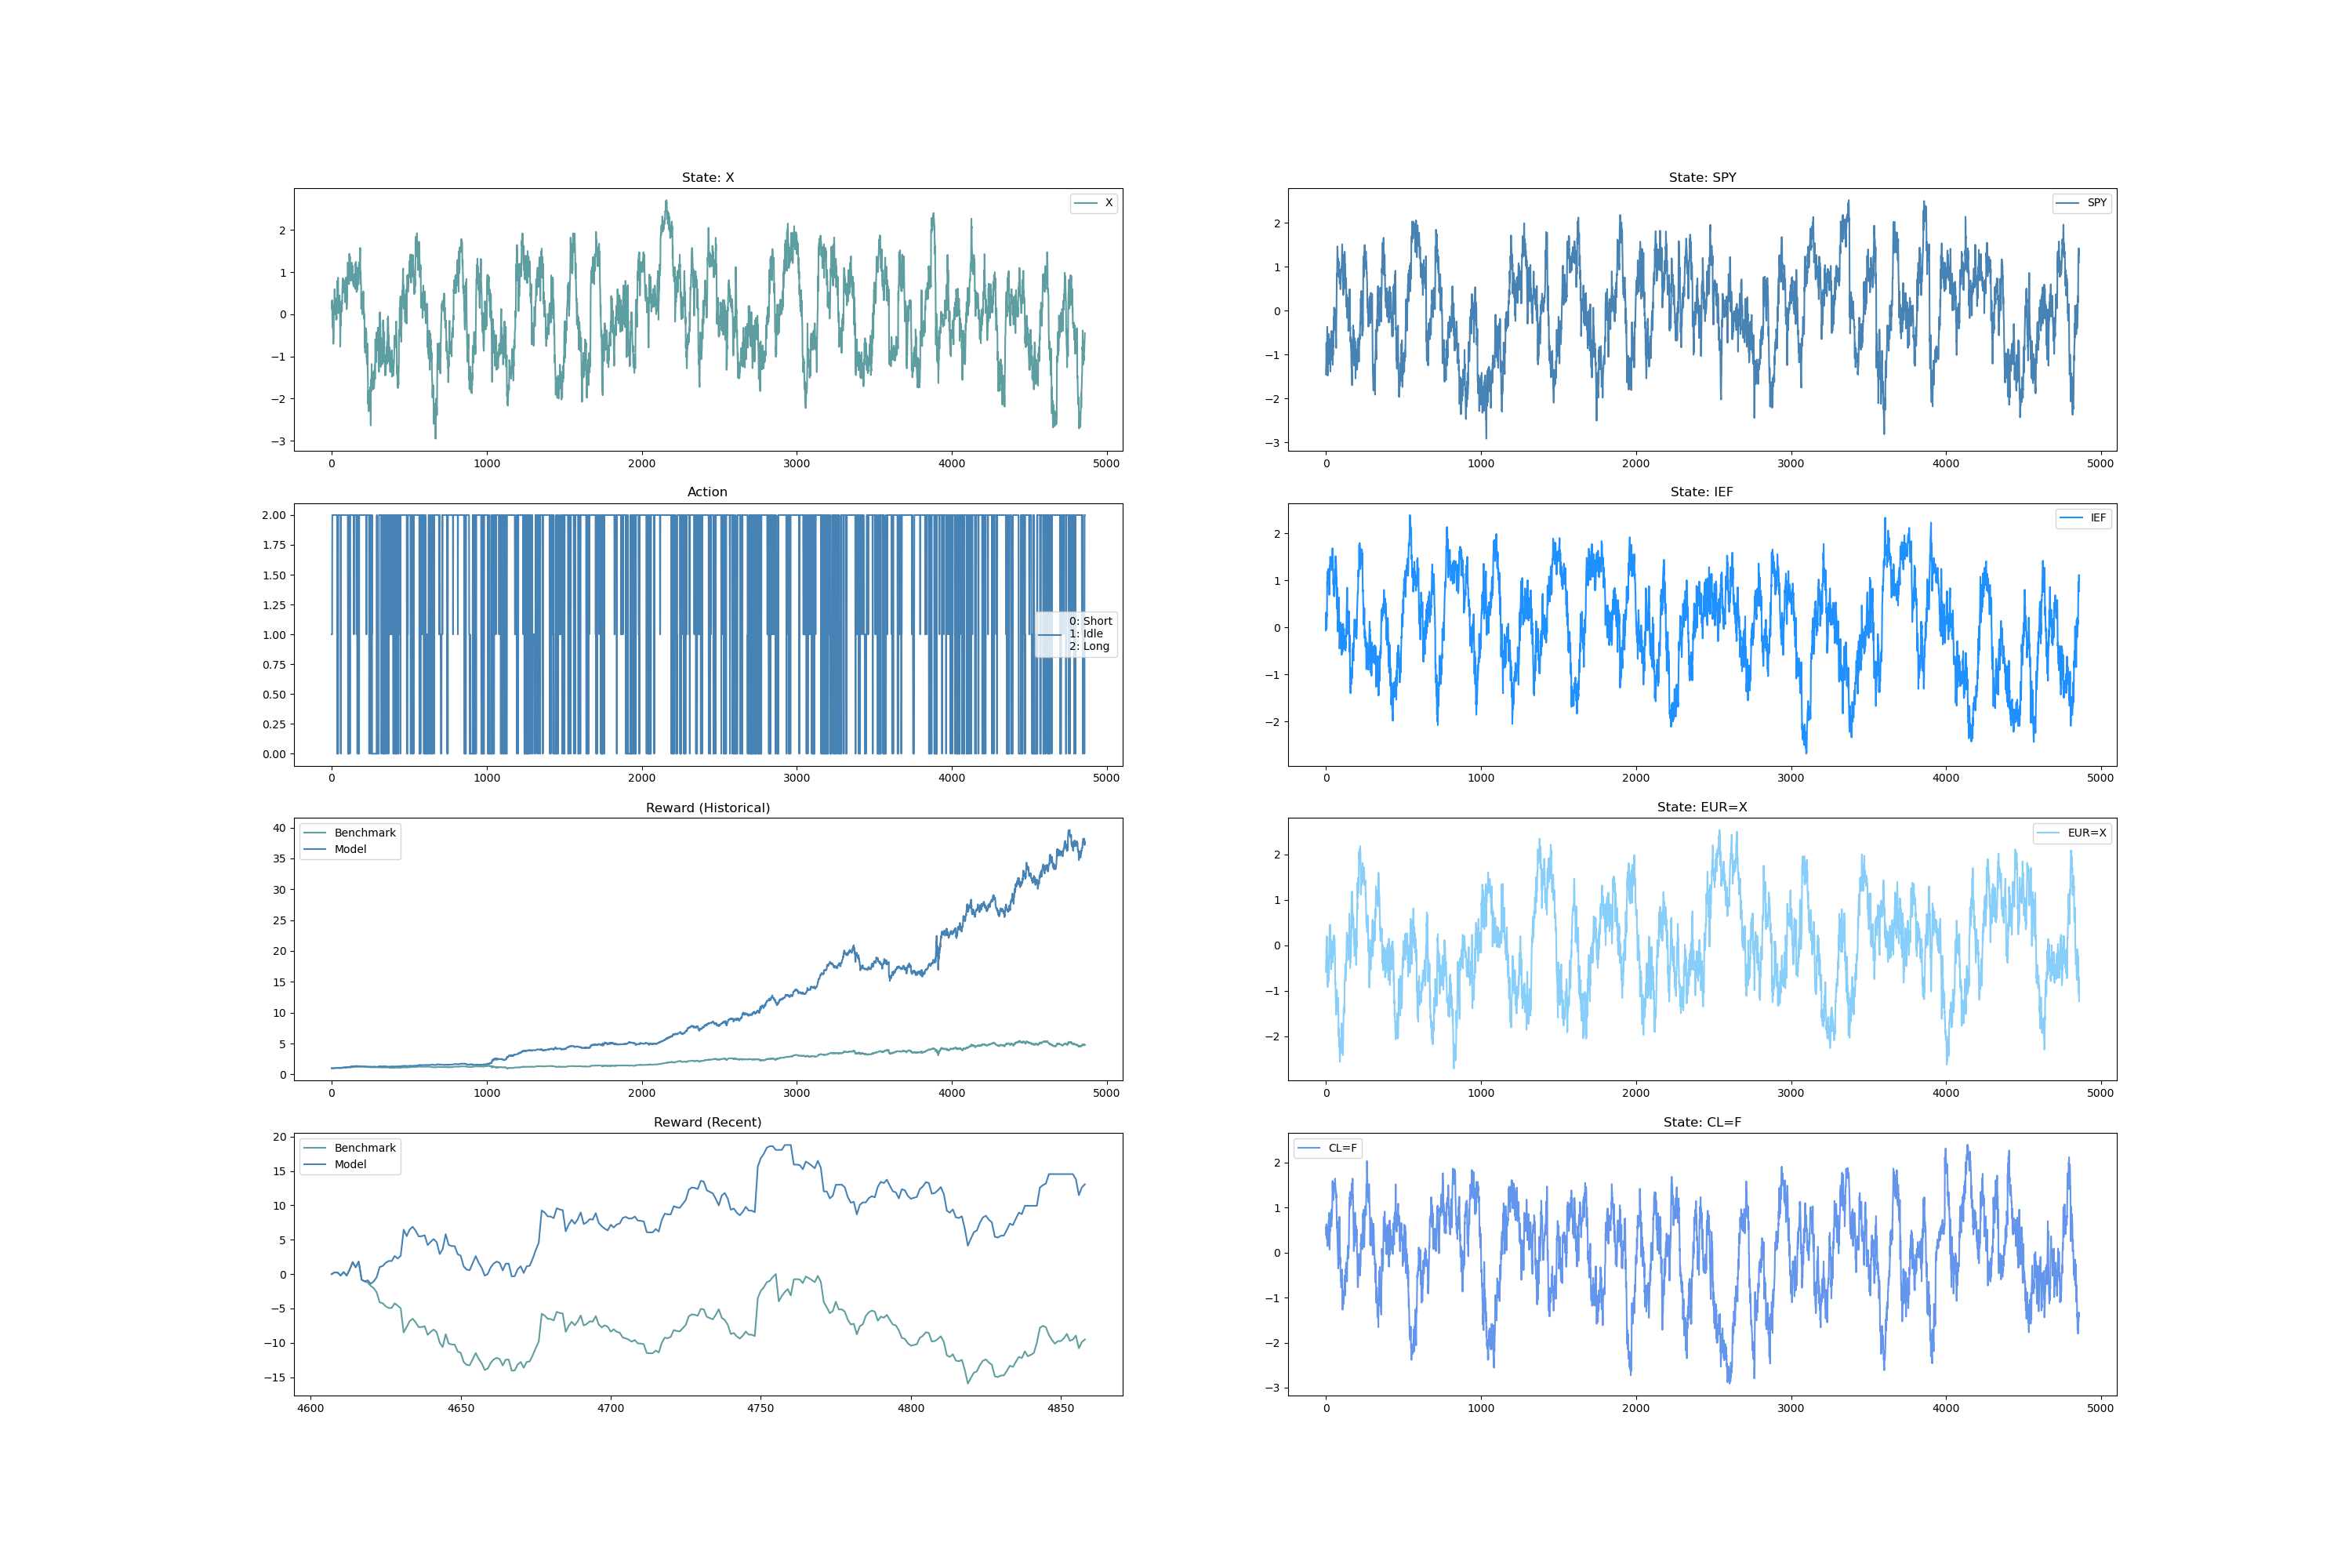 State: X
X
2
1
0
−1
−2
−3
0 1000 2000 3000 4000 5000
Action
2.00
1.75
1.50
1.25
1.00
0.75
0.50
0.25
0.00
0: Short
1: Idle
2: Long
0 1000 2000 3000 4000 5000
Reward (Historical)
Benchmark
Model
40
35
30
25
20
15
10
5
0
0 1000 2000 3000 4000 5000
Reward (Recent)
Benchmark
Model
20
15
10
5
0
−5
−10
−15
4600 4650 4700 4750 4800 4850
State: SPY
SPY
2
1
0
−1
−2
−3
0 1000 2000 3000 4000 5000
State: IEF
IEF
2
1
0
−1
−2
0 1000 2000 3000 4000 5000
State: EUR=X
EUR=X
2
1
0
−1
−2
0 1000 2000 3000 4000 5000
State: CL=F
CL=F
2
1
0
−1
−2
−3
0 1000 2000 3000 4000 5000